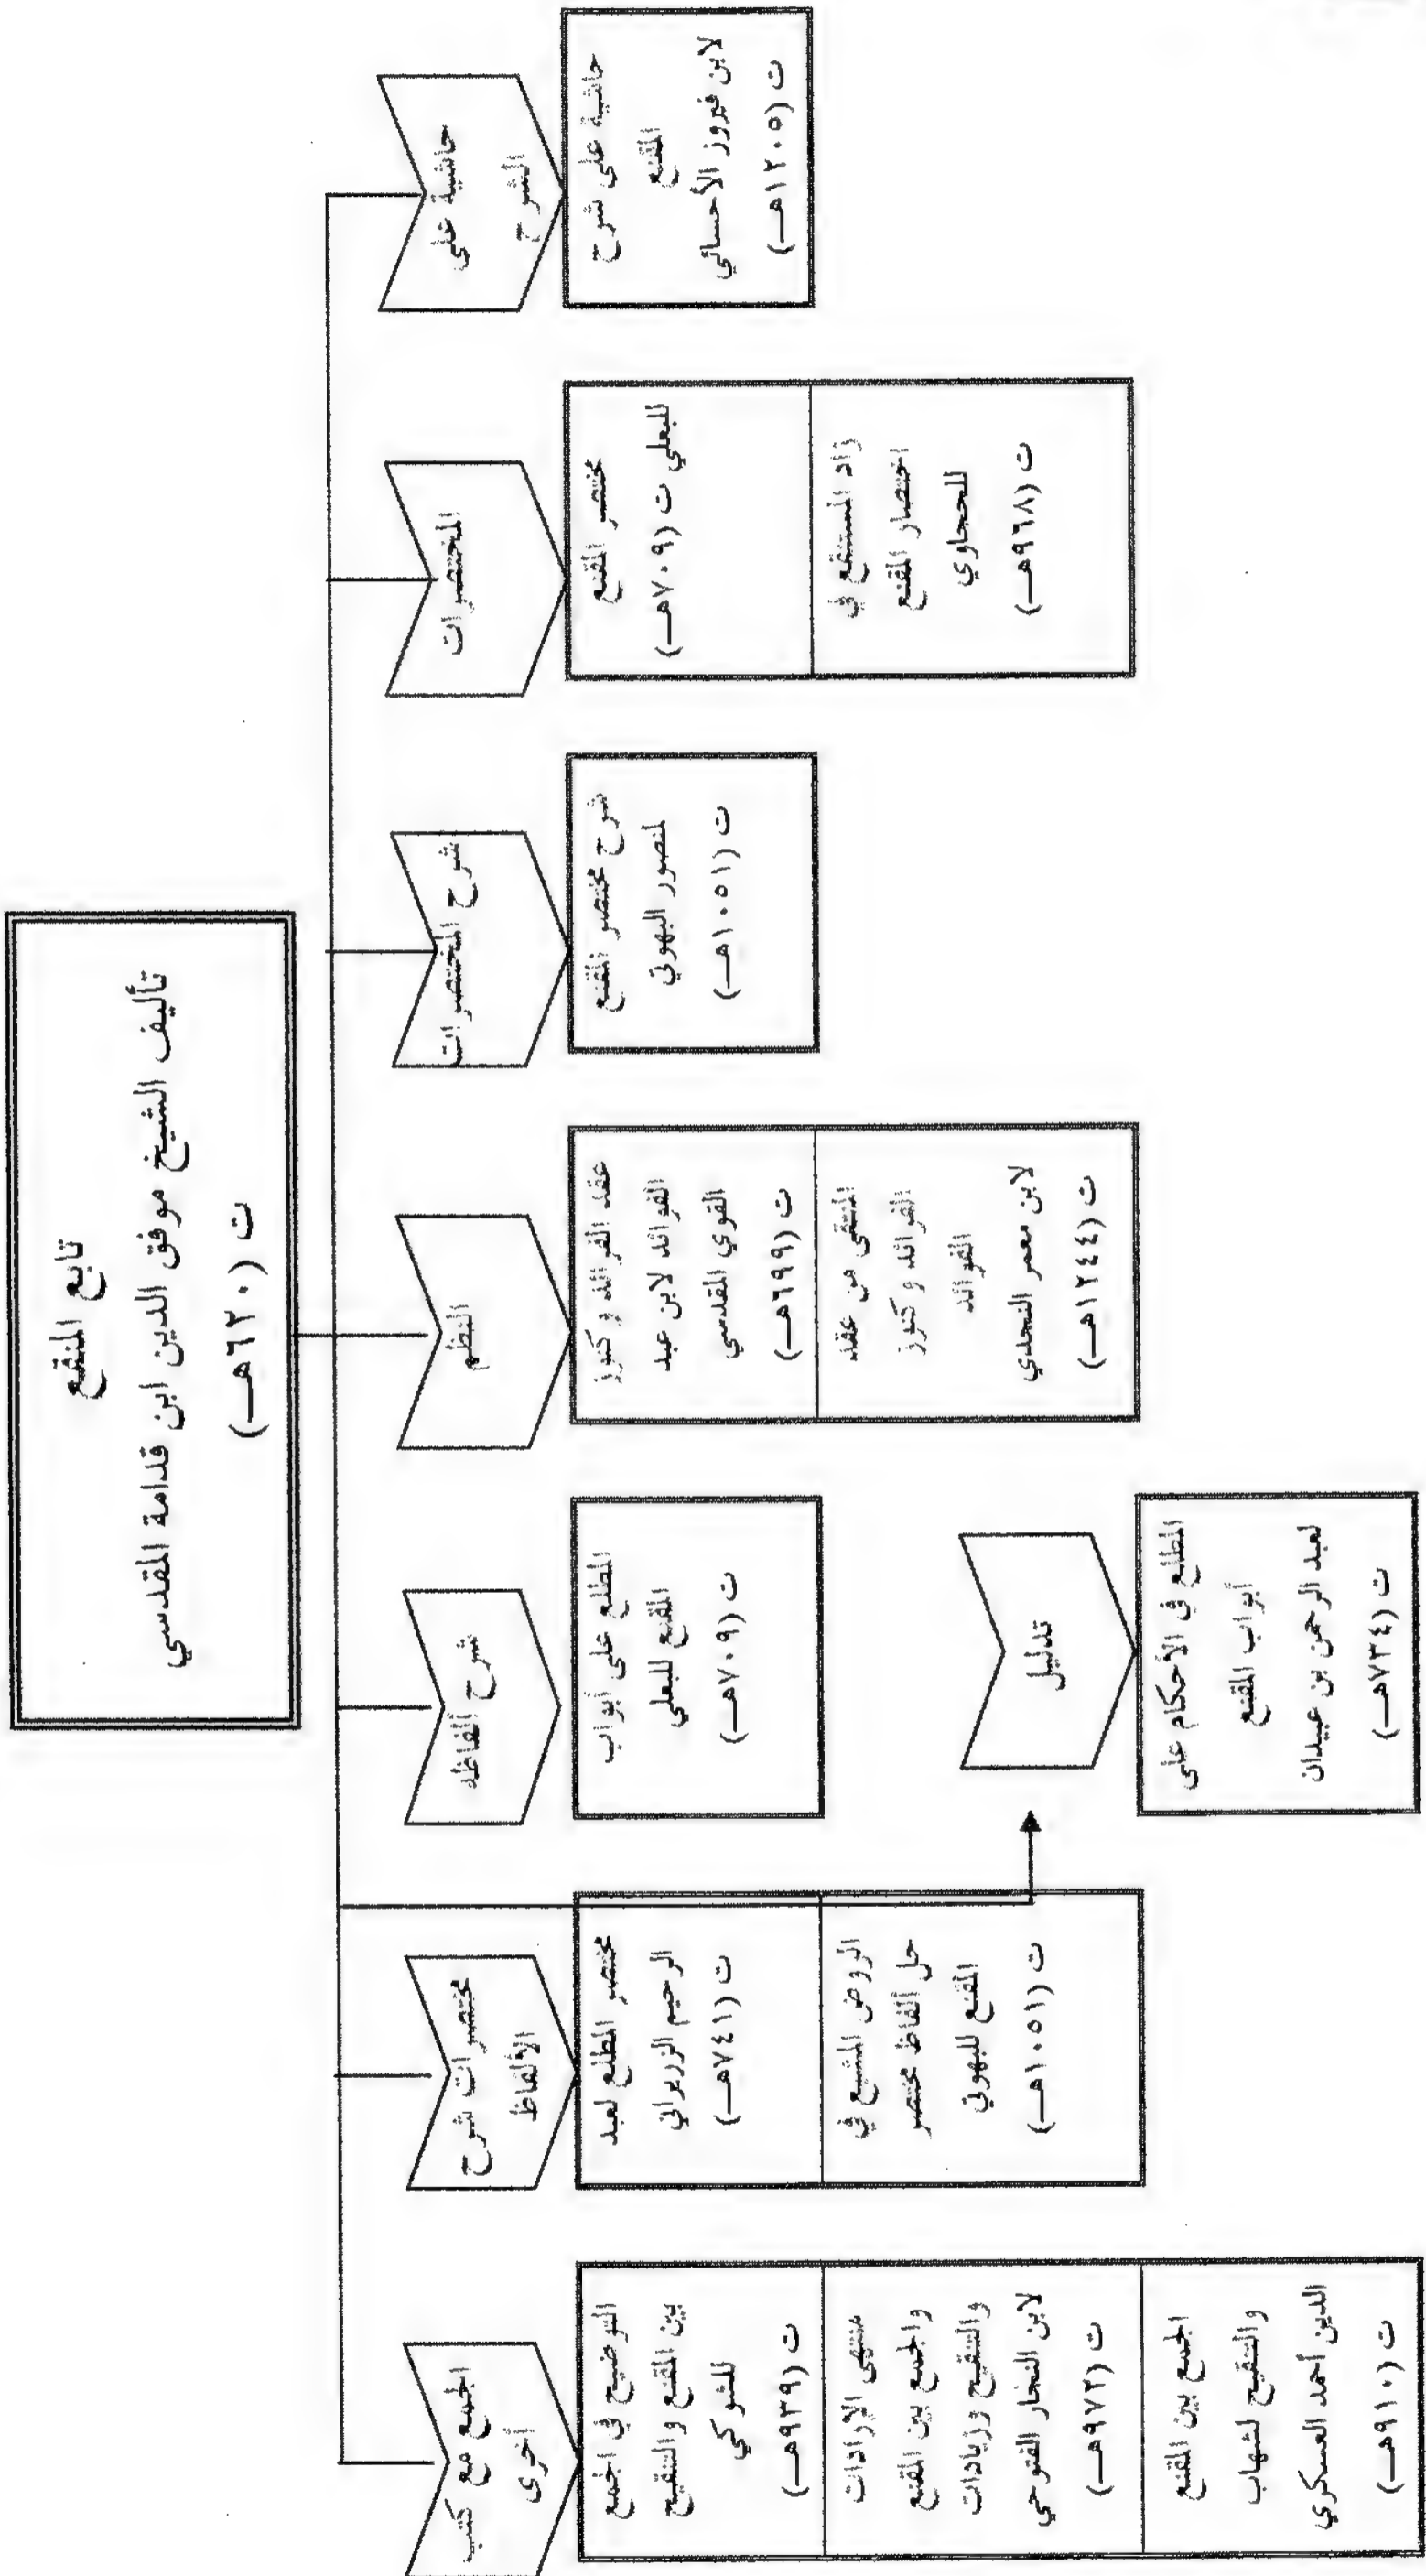 تابع المقنع
تأليف الشيخ موفق الدين ابن قدامة المقدسي
ت (٦٢٠هـ)
حاشية على
الشرح
حاشية على شرح
المقنع
لابن فيروز الأحسائي
ت (١٢٠٥هـ)
المختصرات
مختصر المقنع
للبعلي ت (٧٠٩هـ)
زاد المستقنع في
اختصار المقنع
للحجاوي
ت (٩٦٨هـ)
شرح المختصرات
شرح مختصر المقنع
لمنصور البهوتي
ت (١٠٥١هـ)
النظم
عقد الفرائد وكنوز
الفوائد لابن عبد
القوي المقدسي
ت (٦٩٩هـ)
المنتقى من عقد
الفرائد وكنوز
الفوائد
لابن معمر النجدي
ت (١٢٤٤هـ)
شرح ألفاظه
المطلع على أبواب
المقنع للبعلي
ت (٧٠٩هـ)
تدليل
المطلع في الأحكام على
أبواب المقنع
لعبد الرحمن بن عبيدان
ت (٧٣٤هـ)
مختصرات شرح
الألفاظ
مختصر المطلع لعبد
الرحيم الزريراني
ت (٧٤١هـ)
الروض المشبع في
حل ألفاظ مختصر
المقنع للبهوتي
ت (١٠٥١هـ)
الجمع مع كتب
أخرى
التوضيح في الجمع
بين المقنع والتنقيح
للشوكي
ت (٩٣٩هـ)
منتهى الإرادات
والجمع بين المقنع
والتنقيح وزيادات
لابن النجار الفتوحي
ت (٩٧٢هـ)
الجمع بين المقنع
والتنقيح لشهاب
الدين أحمد العسكري
ت (٩١٠هـ)